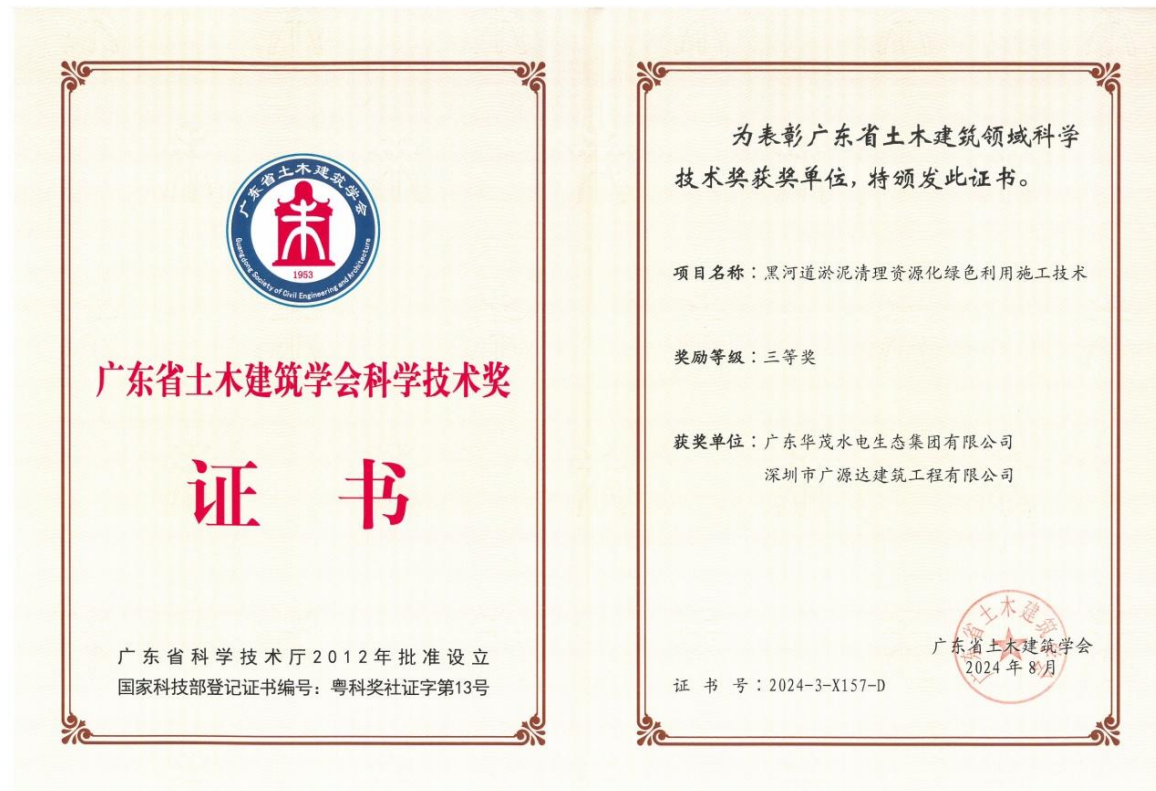 广东省土木建筑学会
1953
Guangdong Society of Civil Engineering and Architecture
广东省土木建筑学会科学技术奖
证 书
广东省科学技术厅2012年批准设立
国家科技部登记证书编号：粤科奖社证字第13号
为表彰广东省土木建筑领域科学
技术奖获奖单位，特颁发此证书。
项目名称：黑河道淤泥清理资源化绿色利用施工技术
奖励等级：三等奖
获奖单位：广东华茂水电生态集团有限公司
深圳市广源达建筑工程有限公司
广东省土木建筑学会
广东省土木建筑学会
2024年8月
证 书 号：2024-3-X157-D